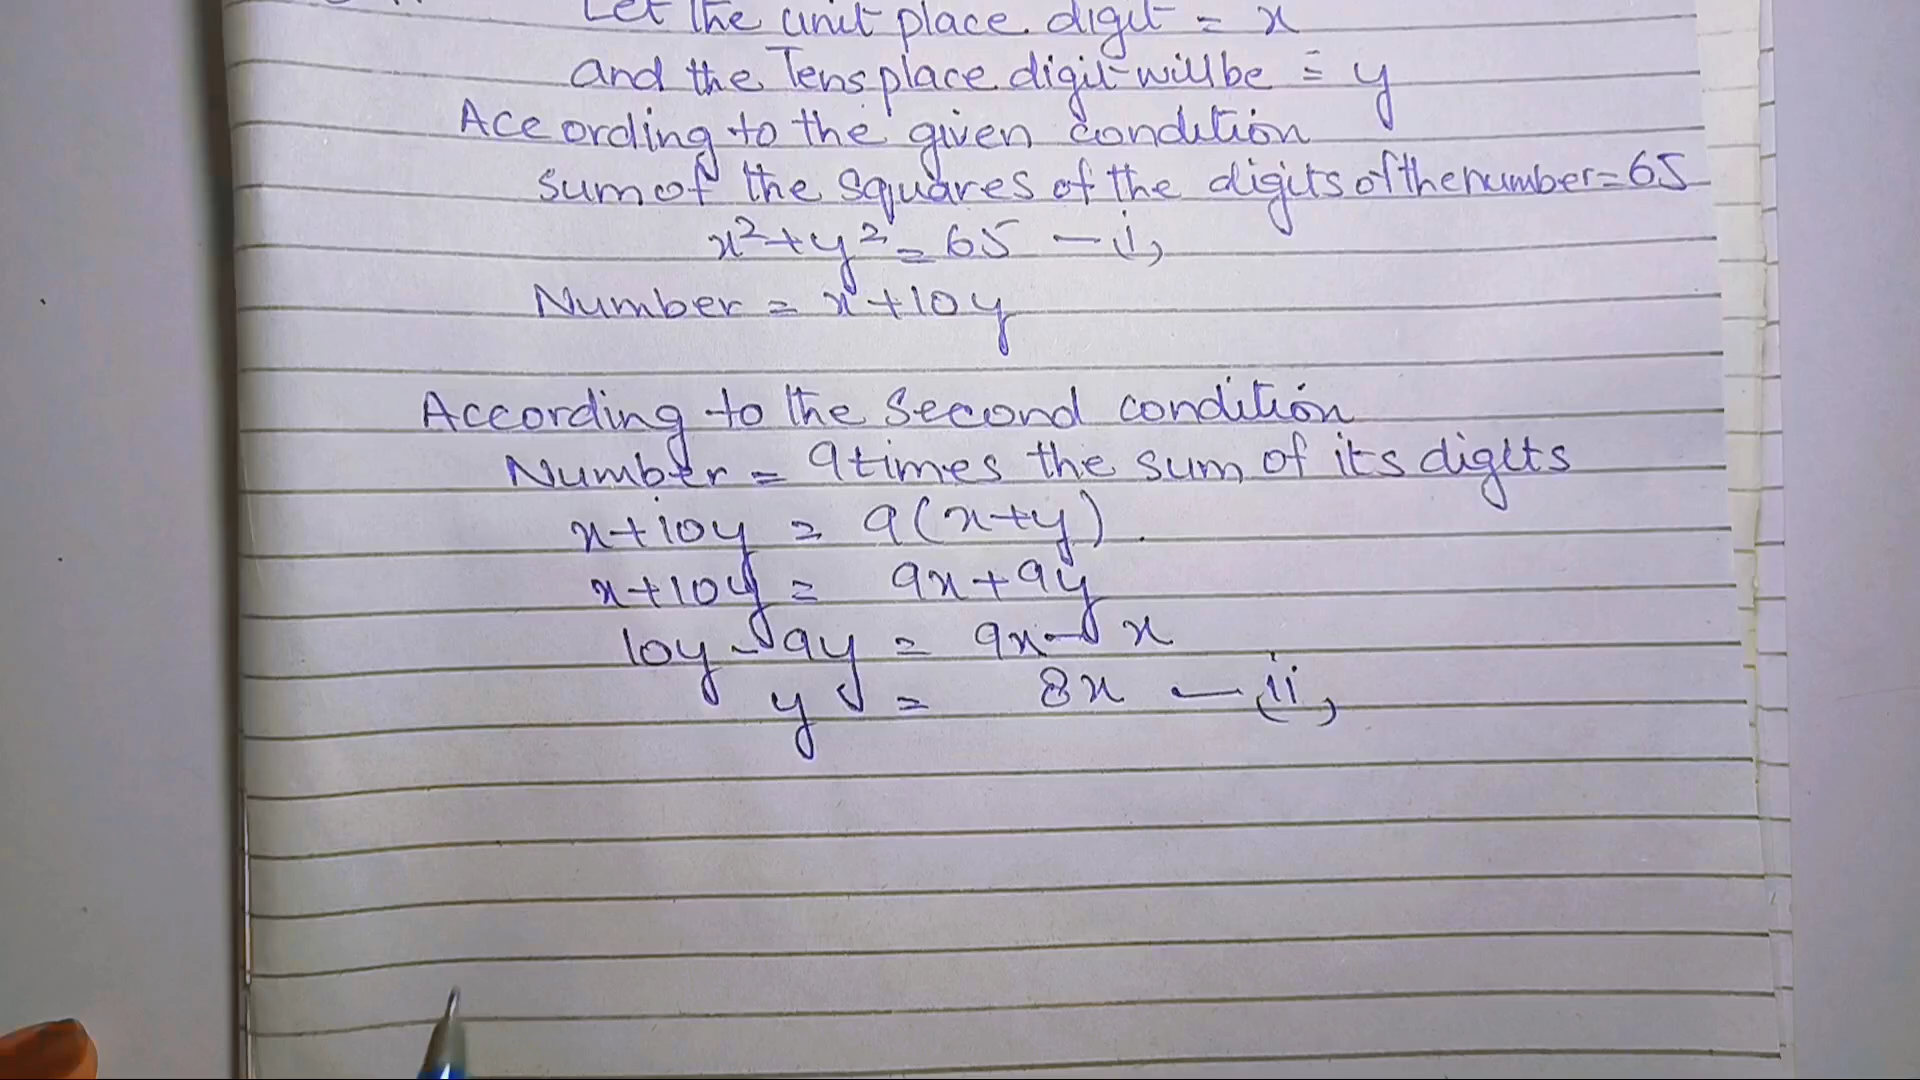 Let the unit place digit = x
and the Tens place digit will be = y
According to the given condition
sum of the squares of the digits of the number = 65
x² + y² = 65 — i)
Number = x + 10y
According to the second condition
Number = 9 times the sum of its digits
x + 10y = 9(x + y).
x + 10y = 9x + 9y
10y - 9y = 9x - x
y = 8x — (ii)